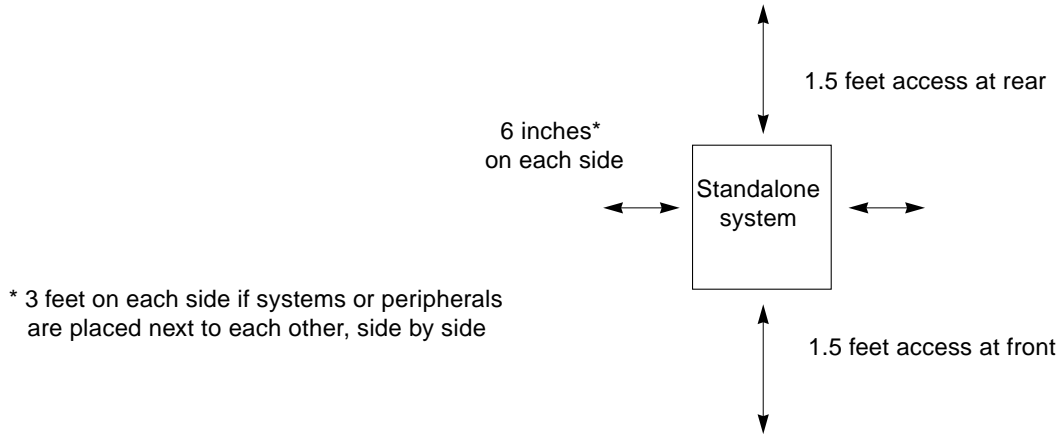 1.5 feet access at rear
6 inches*
on each side
Standalone
system
* 3 feet on each side if systems or peripherals
are placed next to each other, side by side
1.5 feet access at front